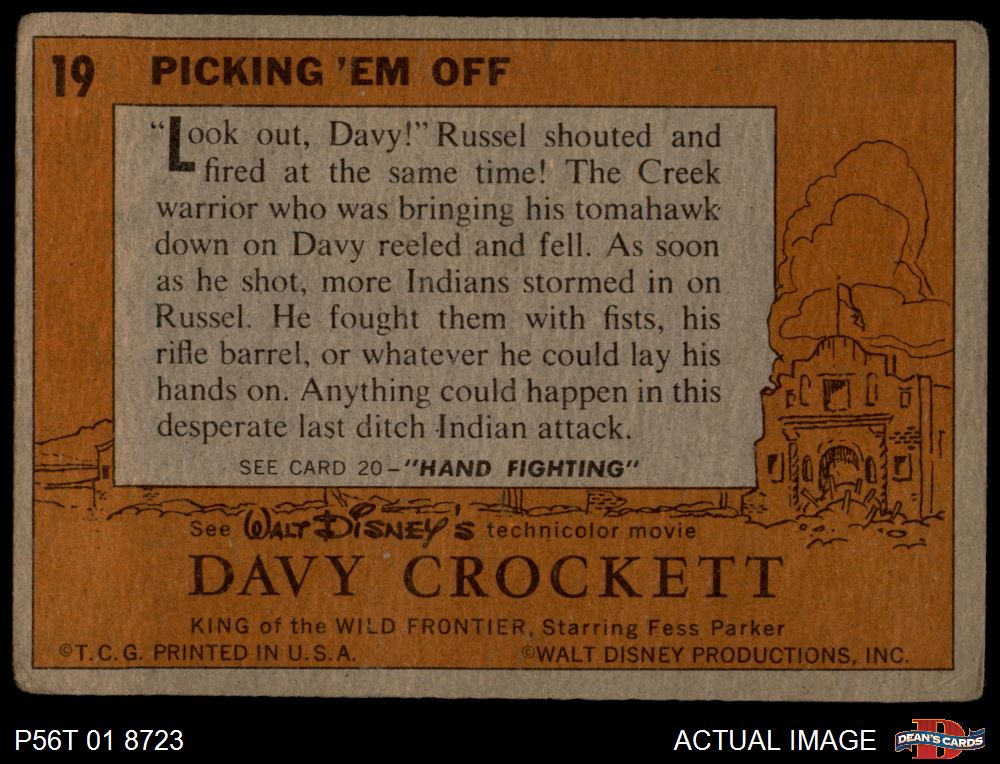 19 PICKING 'EM OFF
"Look out, Davy!" Russel shouted and
fired at the same time! The Creek
warrior who was bringing his tomahawk
down on Davy reeled and fell. As soon
as he shot, more Indians stormed in on
Russel. He fought them with fists, his
rifle barrel, or whatever he could lay his
hands on. Anything could happen in this
desperate last ditch Indian attack.
SEE CARD 20-"HAND FIGHTING"
See WALT DISNEY'S technicolor movie
DAVY CROCKETT
KING of the WILD FRONTIER, Starring Fess Parker
©T.C.G. PRINTED IN U.S.A. ©WALT DISNEY PRODUCTIONS, INC.
P56T 01 8723 ACTUAL IMAGE DEAN'S CARDS